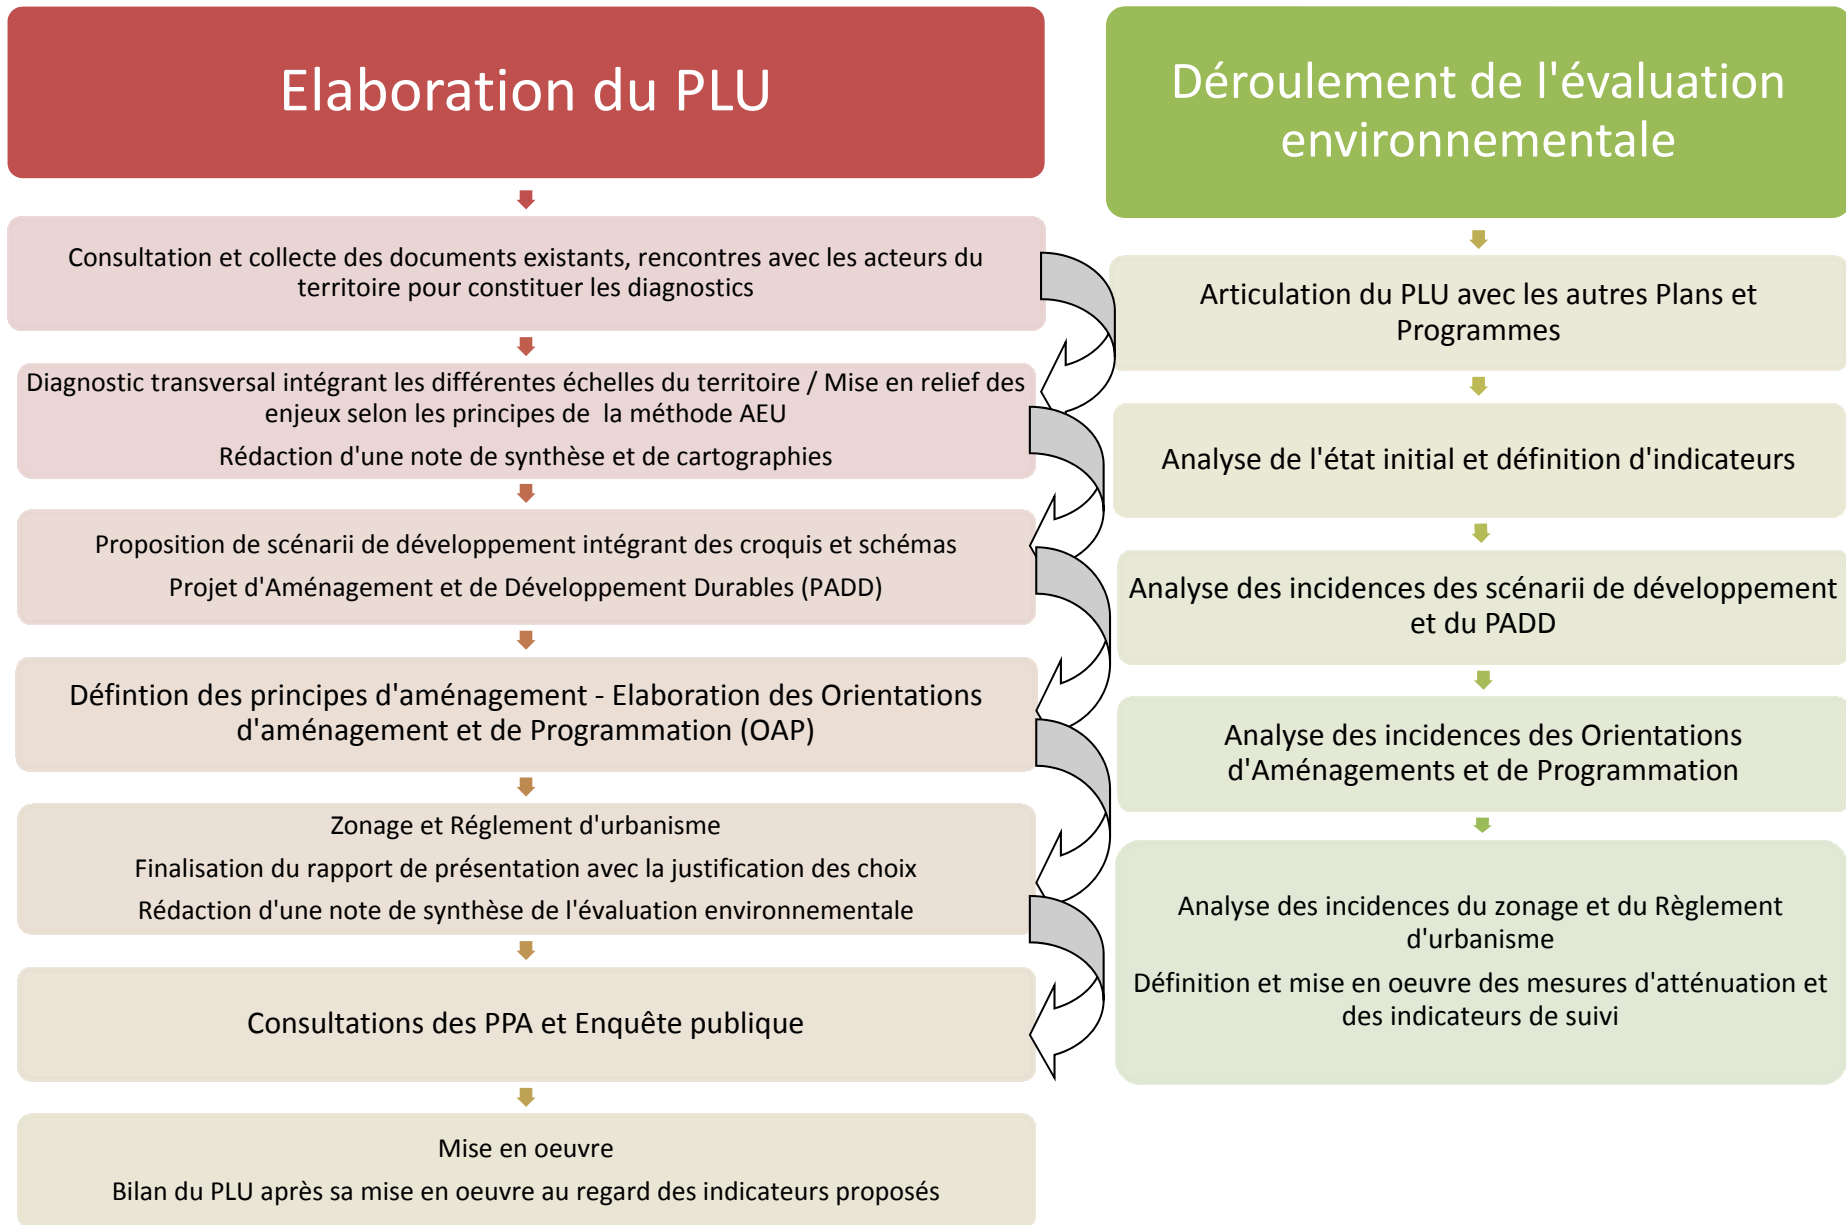 Elaboration du PLU
Consultation et collecte des documents existants, rencontres avec les acteurs du
territoire pour constituer les diagnostics
Diagnostic transversal intégrant les différentes échelles du territoire / Mise en relief des
enjeux selon les principes de la méthode AEU
Rédaction d'une note de synthèse et de cartographies
Proposition de scénarii de développement intégrant des croquis et schémas
Projet d'Aménagement et de Développement Durables (PADD)
Défintion des principes d'aménagement - Elaboration des Orientations
d'aménagement et de Programmation (OAP)
Zonage et Réglement d'urbanisme
Finalisation du rapport de présentation avec la justification des choix
Rédaction d'une note de synthèse de l'évaluation environnementale
Consultations des PPA et Enquête publique
Mise en oeuvre
Bilan du PLU après sa mise en oeuvre au regard des indicateurs proposés
Déroulement de l'évaluation
environnementale
Articulation du PLU avec les autres Plans et
Programmes
Analyse de l'état initial et définition d'indicateurs
Analyse des incidences des scénarii de développement
et du PADD
Analyse des incidences des Orientations
d'Aménagements et de Programmation
Analyse des incidences du zonage et du Règlement
d'urbanisme
Définition et mise en oeuvre des mesures d'atténuation et
des indicateurs de suivi